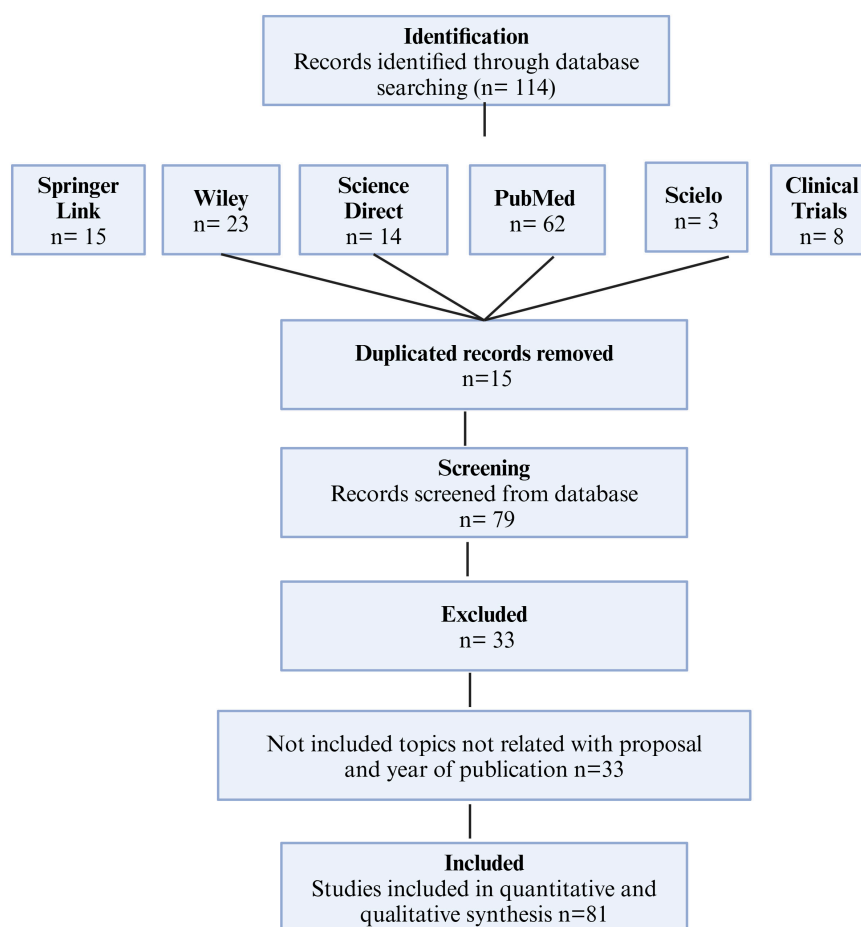 Identification
Records identified through database
searching (n= 114)
Springer
Link
n= 15
Wiley
n= 23
Science
Direct
n= 14
PubMed
n= 62
Scielo
n= 3
Clinical
Trials
n= 8
Duplicated records removed
n=15
Screening
Records screened from database
n= 79
Excluded
n= 33
Not included topics not related with proposal
and year of publication n=33
Included
Studies included in quantitative and
qualitative synthesis n=81